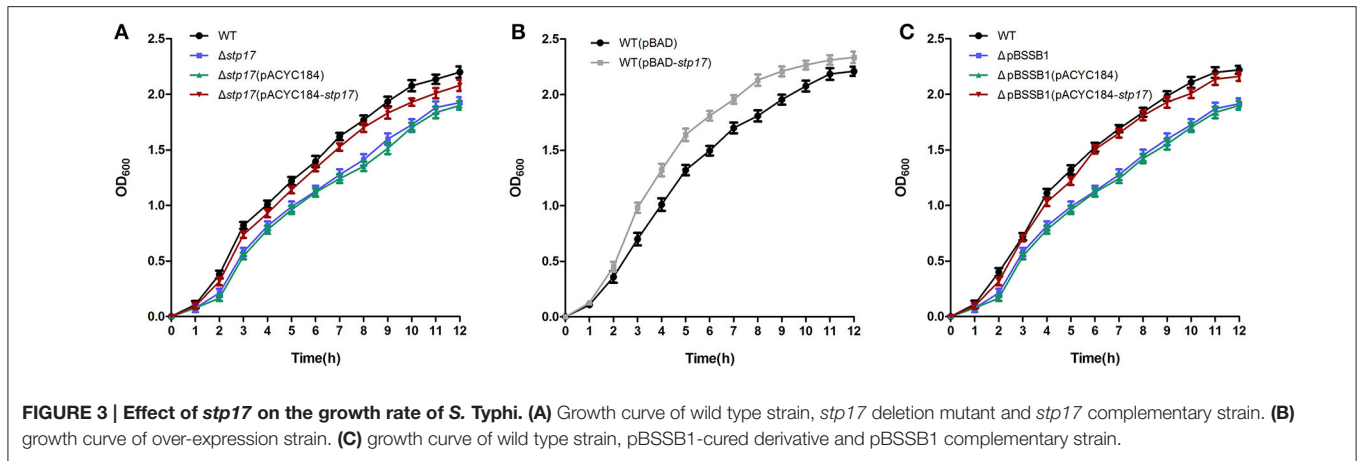 A
WT
Δstp17
Δstp17(pACYC184)
Δstp17(pACYC184-stp17)
OD600
2.5
2.0
1.5
1.0
0.5
0.0
0 1 2 3 4 5 6 7 8 9 10 11 12
Time(h)
B
WT(pBAD)
WT(pBAD-stp17)
OD600
2.5
2.0
1.5
1.0
0.5
0.0
0 1 2 3 4 5 6 7 8 9 10 11 12
Time(h)
C
WT
Δ pBSSB1
Δ pBSSB1(pACYC184)
Δ pBSSB1(pACYC184-stp17)
OD600
2.5
2.0
1.5
1.0
0.5
0.0
0 1 2 3 4 5 6 7 8 9 10 11 12
Time(h)
FIGURE 3 | Effect of stp17 on the growth rate of S. Typhi. (A) Growth curve of wild type strain, stp17 deletion mutant and stp17 complementary strain. (B)
growth curve of over-expression strain. (C) growth curve of wild type strain, pBSSB1-cured derivative and pBSSB1 complementary strain.